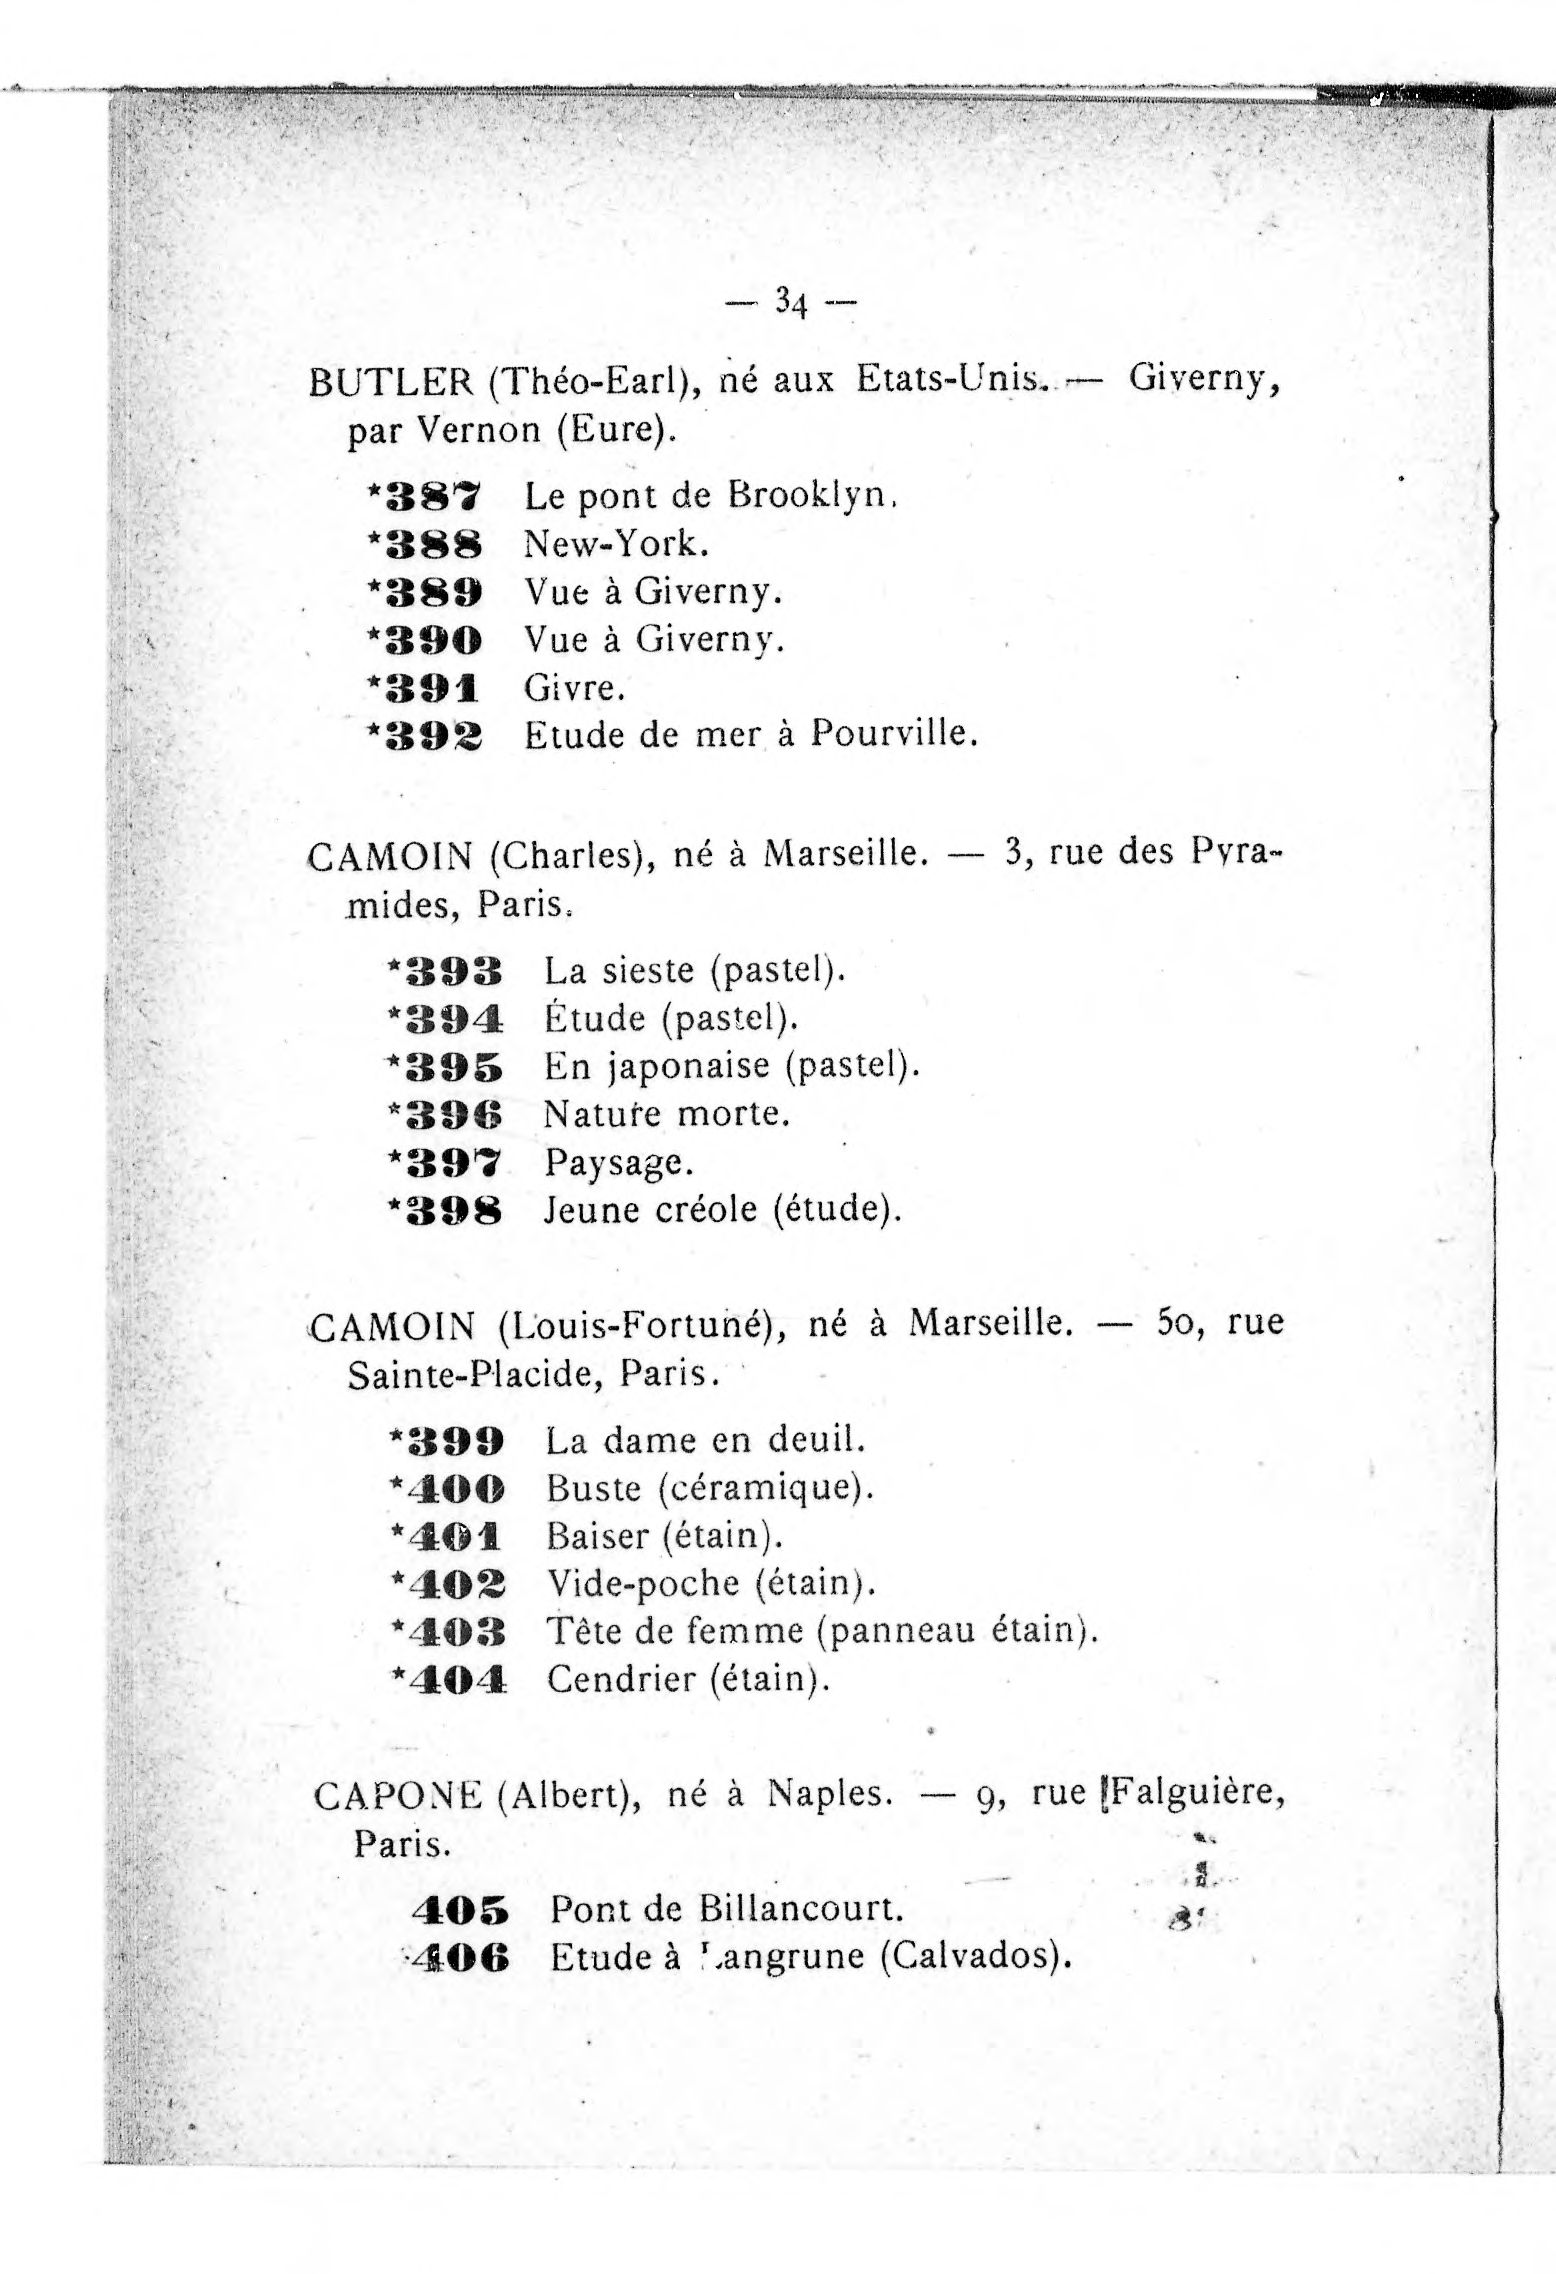 — 34 —
BUTLER (Théo-Earl), né aux Etats-Unis. — Giverny,
par Vernon (Eure).
*387 Le pont de Brooklyn.
*388 New-York.
*389 Vue à Giverny.
*390 Vue à Giverny.
*391 Givre.
*392 Etude de mer à Pourville.
CAMOIN (Charles), né à Marseille. — 3, rue des Pyra-
mides, Paris.
*393 La sieste (pastel).
*394 Étude (pastel).
*395 En japonaise (pastel).
*396 Nature morte.
*397 Paysage.
*398 Jeune créole (étude).
CAMOIN (Louis-Fortuné), né à Marseille. — 50, rue
Sainte-Placide, Paris.
*399 La dame en deuil.
*400 Buste (céramique).
*401 Baiser (étain).
*402 Vide-poche (étain).
*403 Tête de femme (panneau étain).
*404 Cendrier (étain).
CAPONE (Albert), né à Naples. — 9, rue Falguière,
Paris.
405 Pont de Billancourt.
406 Etude à Langrune (Calvados).